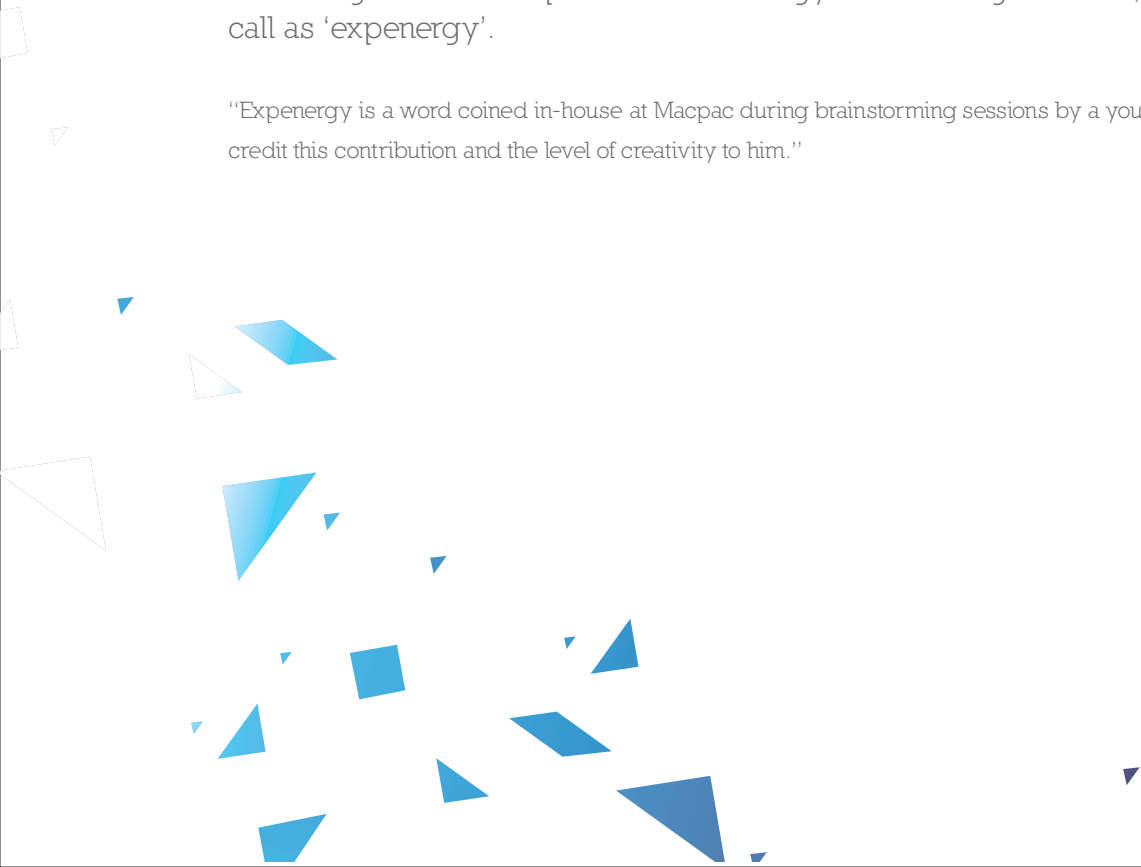 call as ‘expenergy’.
“Expenergy is a word coined in-house at Macpac during brainstorming sessions by a
credit this contribution and the level of creativity to him.”